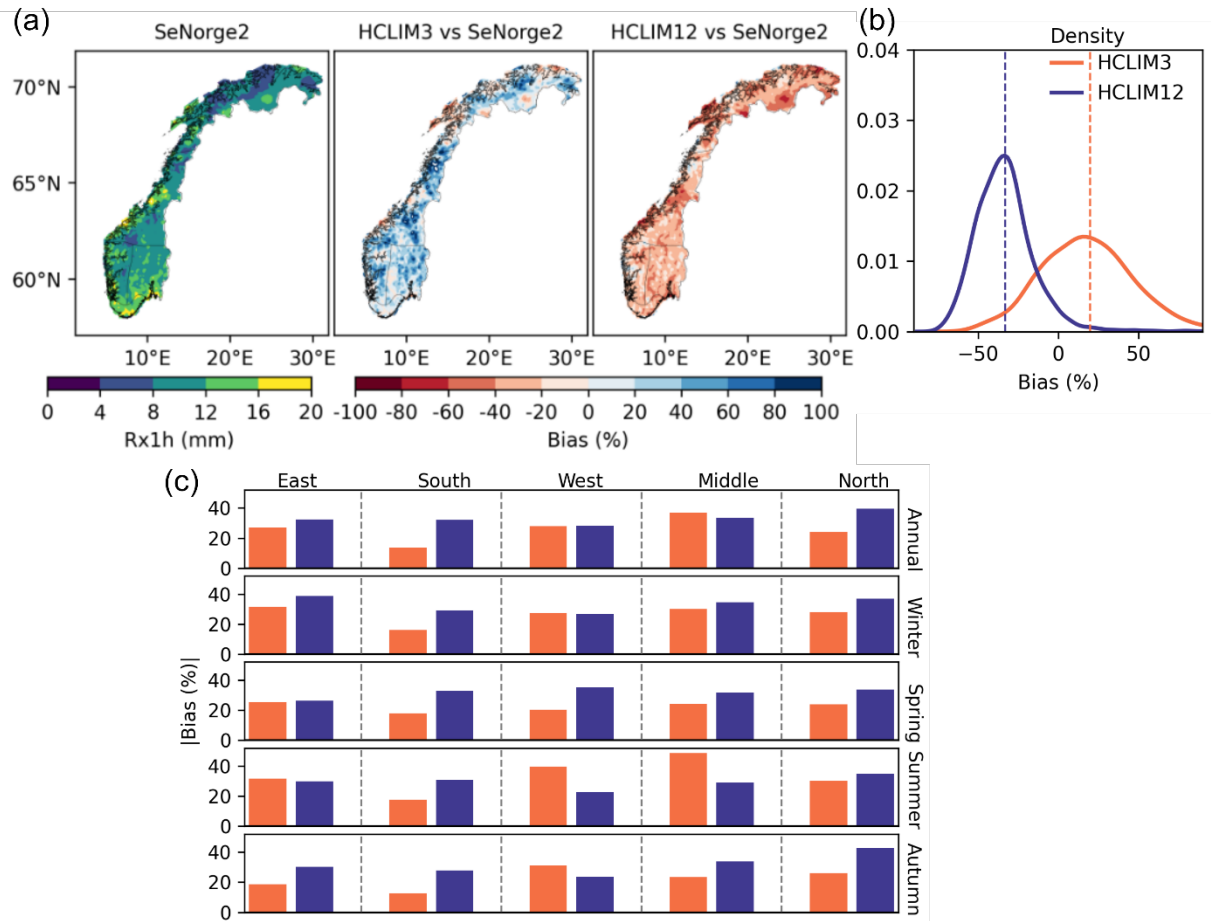 (a)
SeNorge2
HCLIM3 vs SeNorge2
HCLIM12 vs SeNorge2
70°N
65°N
60°N
10°E 20°E 30°E
10°E 20°E 30°E
10°E 20°E 30°E
0 4 8 12 16 20
Rx1h (mm)
-100 -80 -60 -40 -20 0 20 40 60 80 100
Bias (%)
(b)
Density
HCLIM3
HCLIM12
0.04
0.03
0.02
0.01
0.00
−50 0 50
Bias (%)
(c)
East South West Middle North
|Bias (%)|
40
20
0
Annual
40
20
0
Winter
40
20
0
Spring
40
20
0
Summer
40
20
0
Autumn